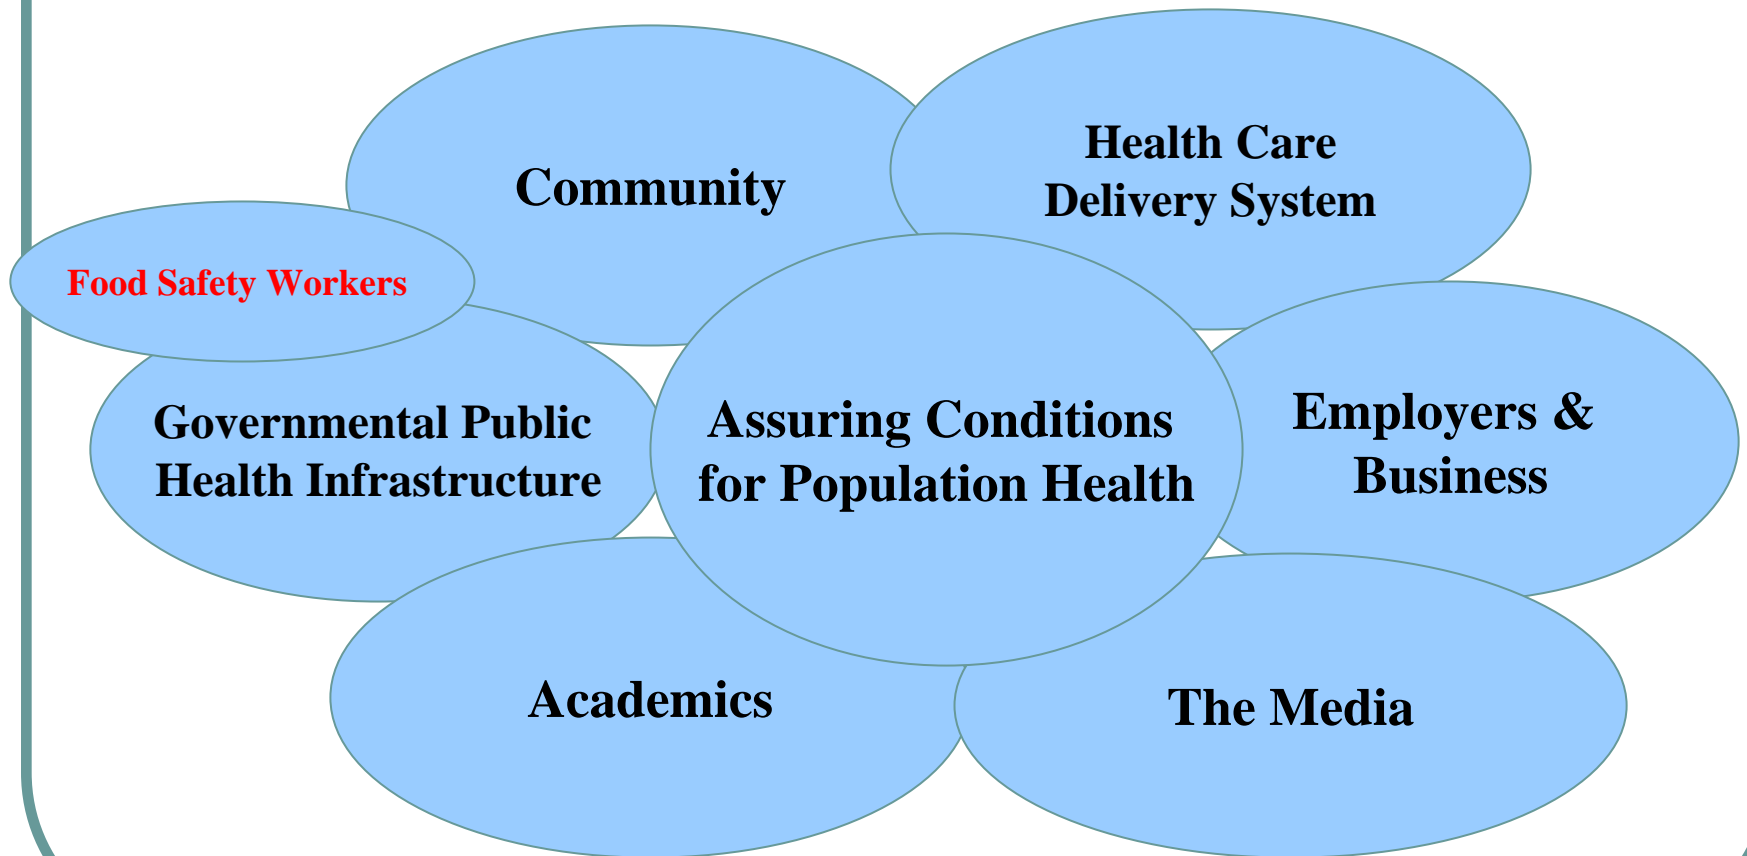 Community
Health Care
Delivery System
Food Safety Workers
Governmental Public
Health Infrastructure
Assuring Conditions
for Population Health
Employers &
Business
Academics
The Media